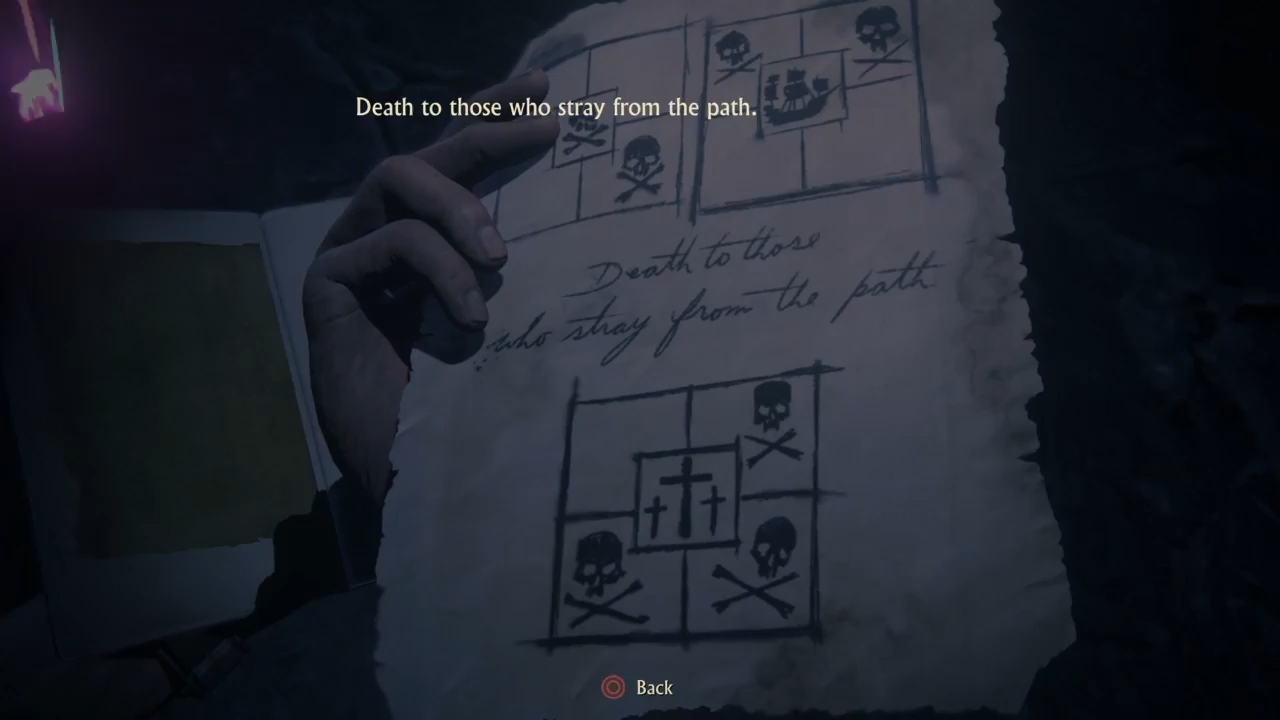 Death to those who stray from the path.
Death to those
who stray from the path
Back